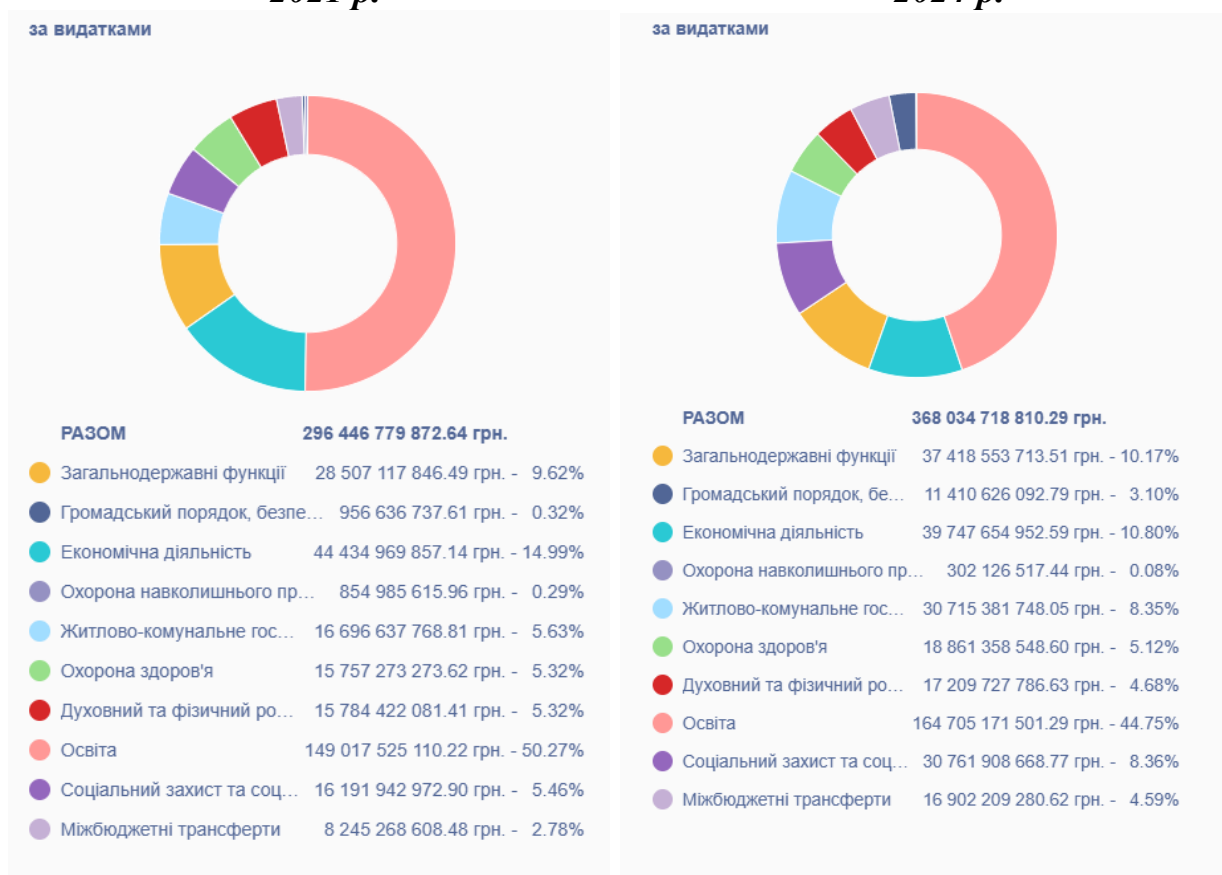 за видатками
РАЗОМ 296 446 779 872.64 грн.
Загальнодержавні функції 28 507 117 846.49 грн. - 9.62%
Громадський порядок, безпе... 956 636 737.61 грн. - 0.32%
Економічна діяльність 44 434 969 857.14 грн. - 14.99%
Охорона навколишнього пр... 854 985 615.96 грн. - 0.29%
Житлово-комунальне гос... 16 696 637 768.81 грн. - 5.63%
Охорона здоров'я 15 757 273 273.62 грн. - 5.32%
Духовний та фізичний ро... 15 784 422 081.41 грн. - 5.32%
Освіта 149 017 525 110.22 грн. - 50.27%
Соціальний захист та соц... 16 191 942 972.90 грн. - 5.46%
Міжбюджетні трансферти 8 245 268 608.48 грн. - 2.78%
за видатками
РАЗОМ 368 034 718 810.29 грн.
Загальнодержавні функції 37 418 553 713.51 грн. - 10.17%
Громадський порядок, бе... 11 410 626 092.79 грн. - 3.10%
Економічна діяльність 39 747 654 952.59 грн. - 10.80%
Охорона навколишнього пр... 302 126 517.44 грн. - 0.08%
Житлово-комунальне гос... 30 715 381 748.05 грн. - 8.35%
Охорона здоров'я 18 861 358 548.60 грн. - 5.12%
Духовний та фізичний ро... 17 209 727 786.63 грн. - 4.68%
Освіта 164 705 171 501.29 грн. - 44.75%
Соціальний захист та соц... 30 761 908 668.77 грн. - 8.36%
Міжбюджетні трансферти 16 902 209 280.62 грн. - 4.59%